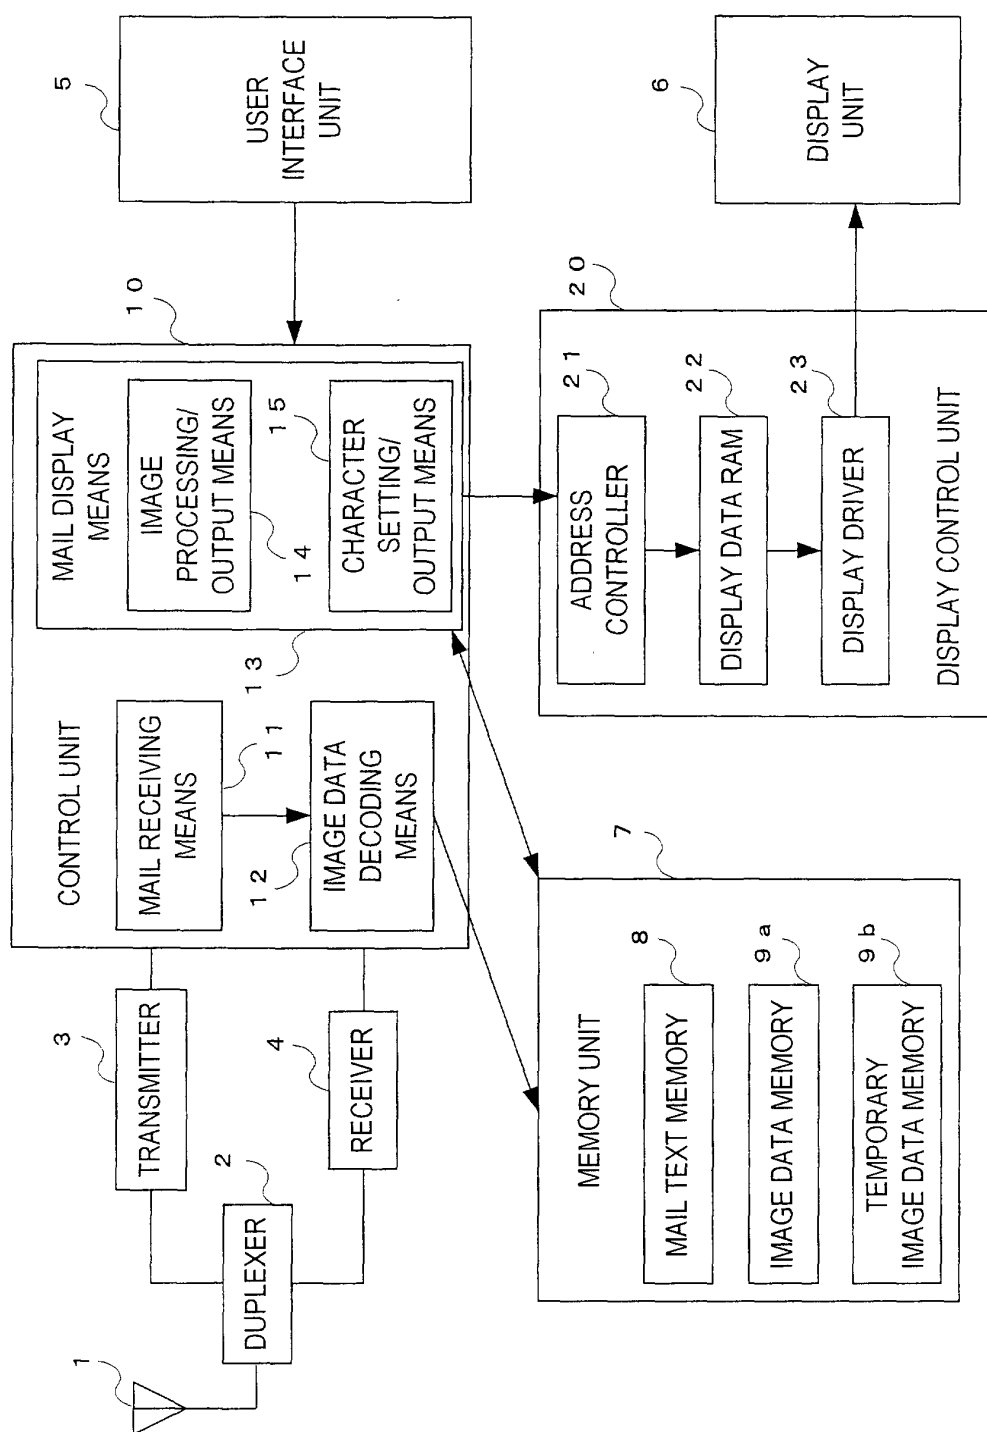 1
DUPLEXER
2
TRANSMITTER
3
RECEIVER
4
CONTROL UNIT
10
MAIL RECEIVING
MEANS
11
12
IMAGE DATA
DECODING
MEANS
13
MAIL DISPLAY
MEANS
IMAGE
PROCESSING/
OUTPUT MEANS
14
15
CHARACTER
SETTING/
OUTPUT MEANS
5
USER
INTERFACE
UNIT
7
MEMORY UNIT
8
MAIL TEXT MEMORY
9a
IMAGE DATA MEMORY
9b
TEMPORARY
IMAGE DATA MEMORY
20
ADDRESS
CONTROLLER
21
DISPLAY DATA RAM
22
DISPLAY DRIVER
23
DISPLAY CONTROL UNIT
6
DISPLAY
UNIT